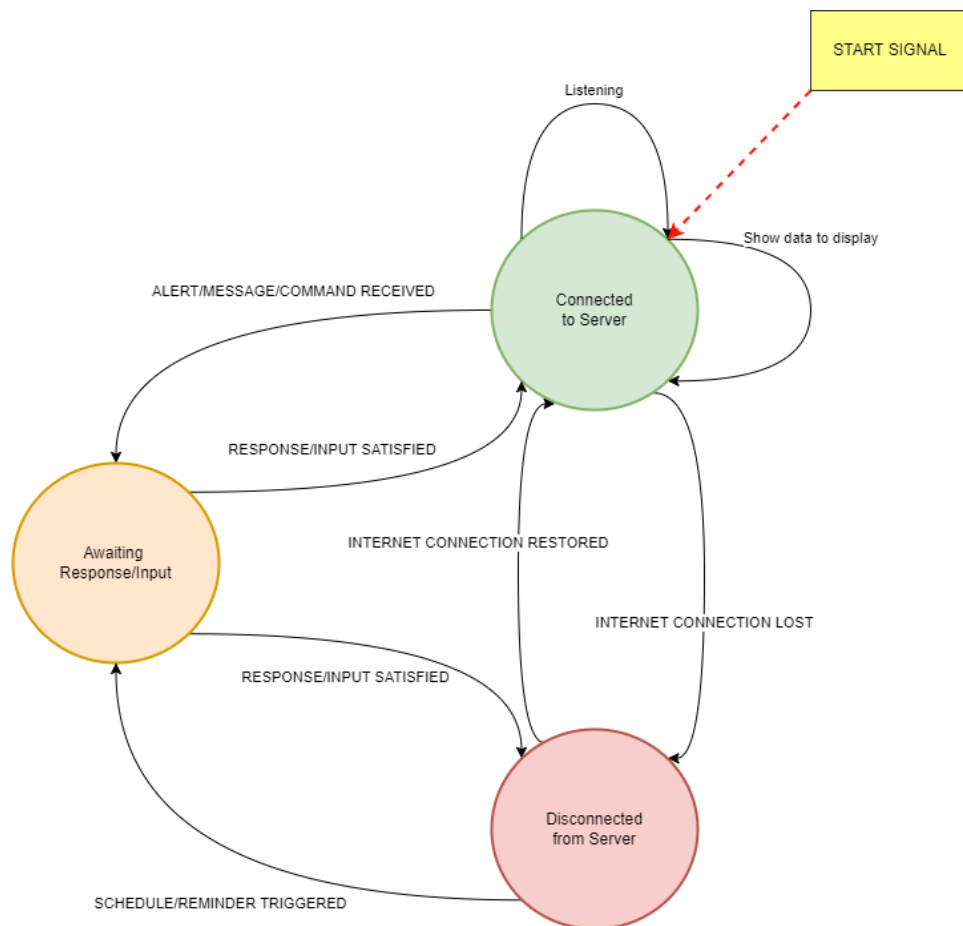 START SIGNAL
Listening
Show data to display
Connected
to Server
ALERT/MESSAGE/COMMAND RECEIVED
RESPONSE/INPUT SATISFIED
INTERNET CONNECTION RESTORED
Awaiting
Response/Input
INTERNET CONNECTION LOST
RESPONSE/INPUT SATISFIED
Disconnected
from Server
SCHEDULE/REMINDER TRIGGERED